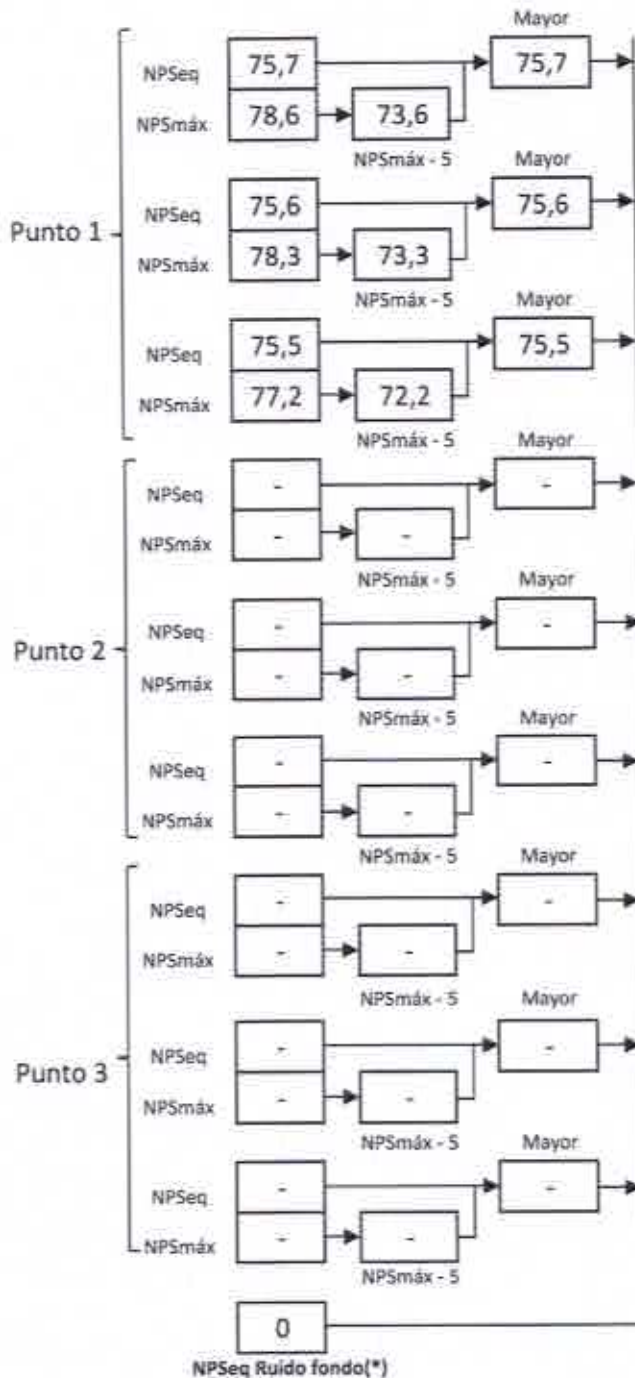 Mayor
NPSeq 75,7 75,7
NPSmáx 78,6 73,6
NPSmáx - 5
Mayor
NPSeq 75,6 75,6
Punto 1
NPSmáx 78,3 73,3
NPSmáx - 5
Mayor
NPSeq 75,5 75,5
NPSmáx 77,2 72,2
NPSmáx - 5
Mayor
NPSeq - -
NPSmáx - -
NPSmáx - 5
Mayor
NPSeq - -
Punto 2
NPSmáx - -
NPSmáx - 5
Mayor
NPSeq - -
NPSmáx - -
NPSmáx - 5
Mayor
NPSeq - -
NPSmáx - -
NPSmáx - 5
Mayor
NPSeq - -
Punto 3
NPSmáx - -
NPSmáx - 5
Mayor
NPSeq - -
NPSmáx - -
NPSmáx - 5
0
NPSeq Ruido fondo(*)